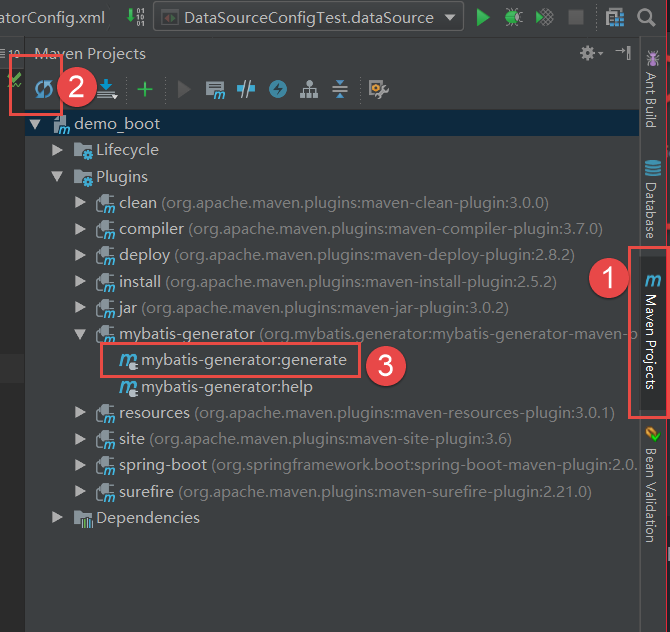 atorConfig.xml
DataSourceConfigTest.dataSource
Maven Projects
2
demo_boot
Lifecycle
Plugins
clean (org.apache.maven.plugins:maven-clean-plugin:3.0.0)
compiler (org.apache.maven.plugins:maven-compiler-plugin:3.7.0)
deploy (org.apache.maven.plugins:maven-deploy-plugin:2.8.2)
install (org.apache.maven.plugins:maven-install-plugin:2.5.2)
jar (org.apache.maven.plugins:maven-jar-plugin:3.0.2)
mybatis-generator (org.mybatis.generator:mybatis-generator-maven-p
mybatis-generator:generate
3
mybatis-generator:help
resources (org.apache.maven.plugins:maven-resources-plugin:3.0.1)
site (org.apache.maven.plugins:maven-site-plugin:3.6)
spring-boot (org.springframework.boot:spring-boot-maven-plugin:2.0.
surefire (org.apache.maven.plugins:maven-surefire-plugin:2.21.0)
Dependencies
Ant Build
Database
1
Maven Projects
Bean Validation